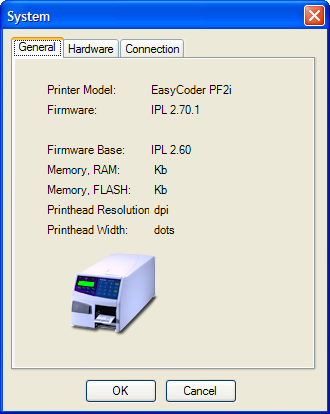 System
General Hardware Connection
Printer Model: EasyCoder PF2i
Firmware: IPL 2.70.1
Firmware Base: IPL 2.60
Memory, RAM: Kb
Memory, FLASH: Kb
Printhead Resolution dpi
Printhead Width: dots
OK Cancel